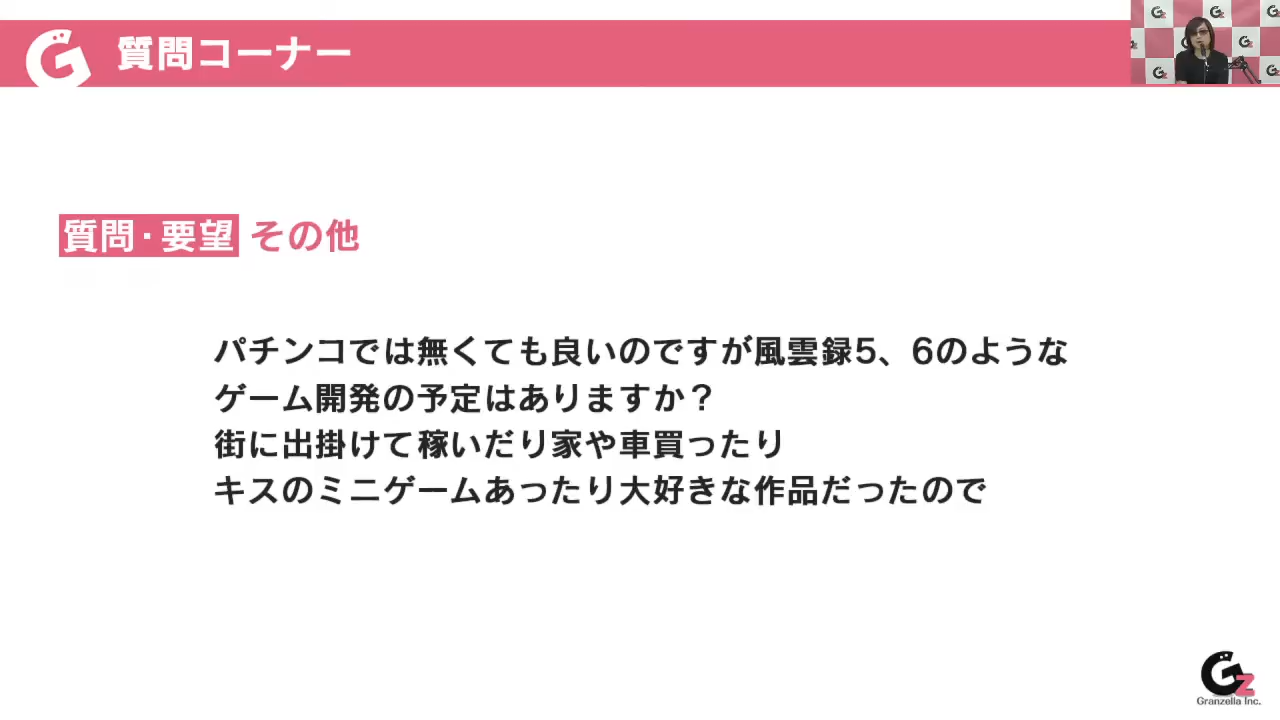 質問コーナー
質問・要望 その他
パチンコでは無くても良いのですが風雲録5、6のような
ゲーム開発の予定はありますか？
街に出掛けて稼いだり家や車買ったり
キスのミニゲームあったり大好きな作品だったので
Gz
Granzella Inc.